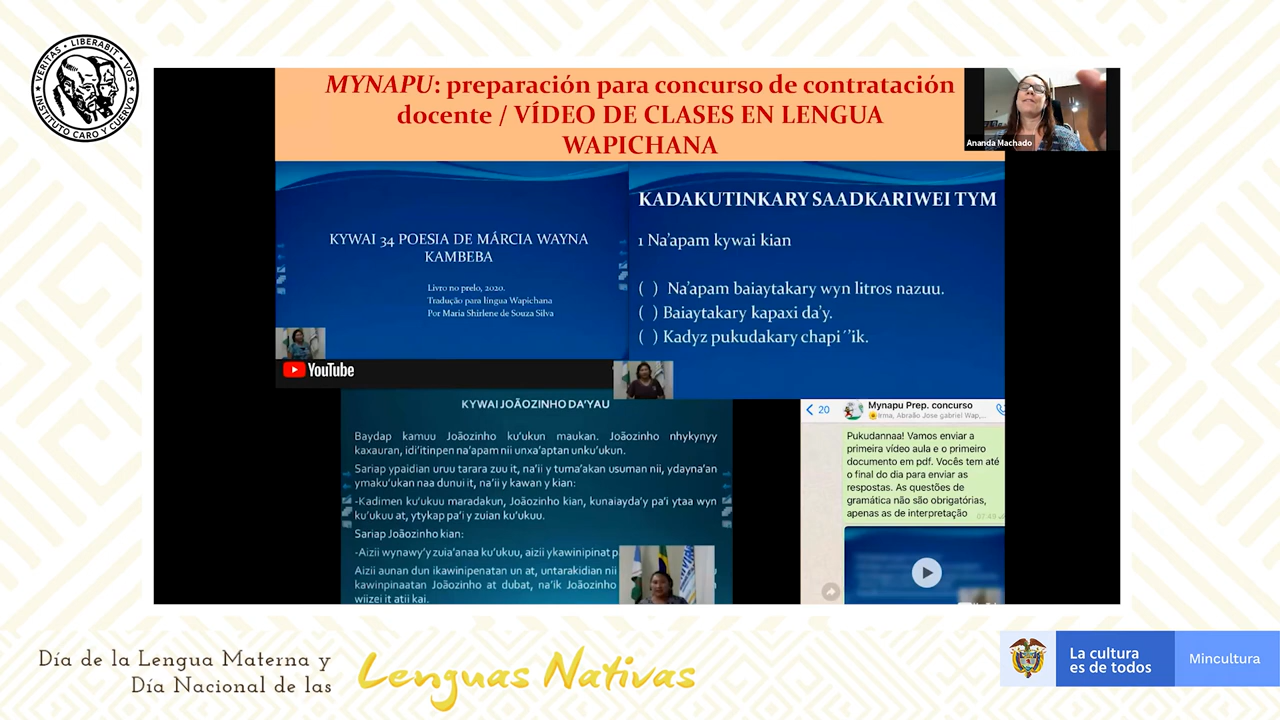 VERITAS • LIBERABIT • VOS
INSTITUTO CARO Y CUERVO
MYNAPU: preparación para concurso de contratación
docente / VÍDEO DE CLASES EN LENGUA
WAPICHANA
Ananda Machado
KYWAI 34 POESIA DE MÁRCIA WAYNA
KAMBEBA
Livro no prelo, 2020.
Tradução para língua Wapichana
Por Maria Shirlene de Souza Silva
YouTube
KADAKUTINKARY SAADKARIWEI TYM
1 Na'apam kywai kian
( ) Na'apam baiaytakary wyn litros nazuu.
( ) Baiaytakary kapaxi da'y.
( ) Kadyz pukudakary chapi´'ik.
KYWAI JOÃOZINHO DA'YAU
Baydap kamuu Joãozinho ku'ukun maukan. Joãozinho nhykynyy
kaxauran, idi'itinpen na'apam nii unxa'aptan unku'ukun.
Sariap ypaidian uruu tarara zuu it, na'ii y tuma'akan usuman nii, ydayna'an
ymaku'ukan naa dunui it, na'ii y kawan y kian:
-Kadimen ku'ukuu maradakun, Joãozinho kian, kunaiayda'y pa'i ytaa wyn
ku'ukuu at, ytykap pa'i y zuian ku'ukuu.
Sariap Joãozinho kian:
-Aizii wynawy'y zuia'anaa ku'ukuu, aizii ykawinipinat p
Aizii aunan dun ikawinipenatan un at, untarakidian nii u
kawinpinaatan Joãozinho at dubat, na'ik Joãozinho
wiizei it atii kai.
20
Mynapu Prep. concurso
Irma, Abraão Jose gabriel Wap,...
Pukudannaa! Vamos enviar a
primeira vídeo aula e o primeiro
documento em pdf. Vocês tem até
o final do dia para enviar as
respostas. As questões de
gramática não são obrigatórias,
apenas as de interpretação
07:49
Día de la Lengua Materna y
Día Nacional de las
Lenguas Nativas
La cultura
es de todos
Mincultura